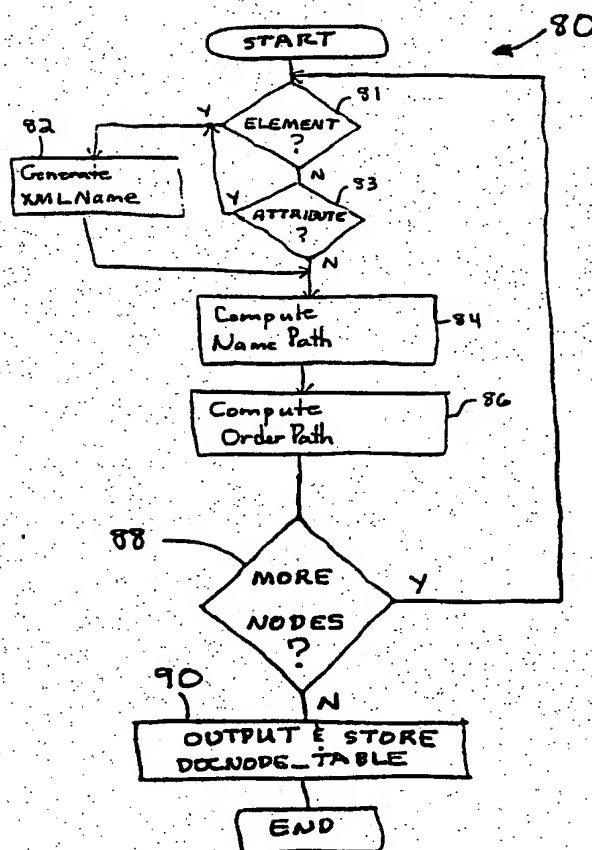 START
80
81
Y
ELEMENT
?
82
Generate
XMLName
N
83
Y
ATTRIBUTE
?
N
Compute
Name Path
84
Compute
Order Path
86
88
MORE
NODES
?
Y
N
90
OUTPUT & STORE
DOCNODE_TABLE
END